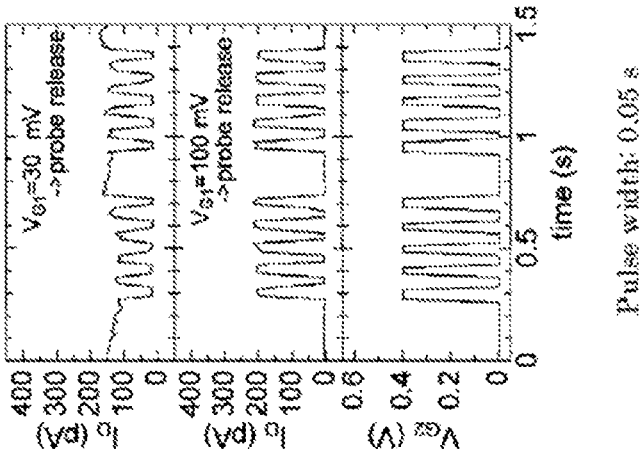 V_G1=30 mV
->probe release
400
300
200
100
0
I_D (pA)
V_G1=100 mV
->probe release
400
300
200
100
0
I_D (pA)
0.6
0.4
0.2
0
V_G2 (V)
0
0.5
1
1.5
time (s)
Pulse width: 0.05 s